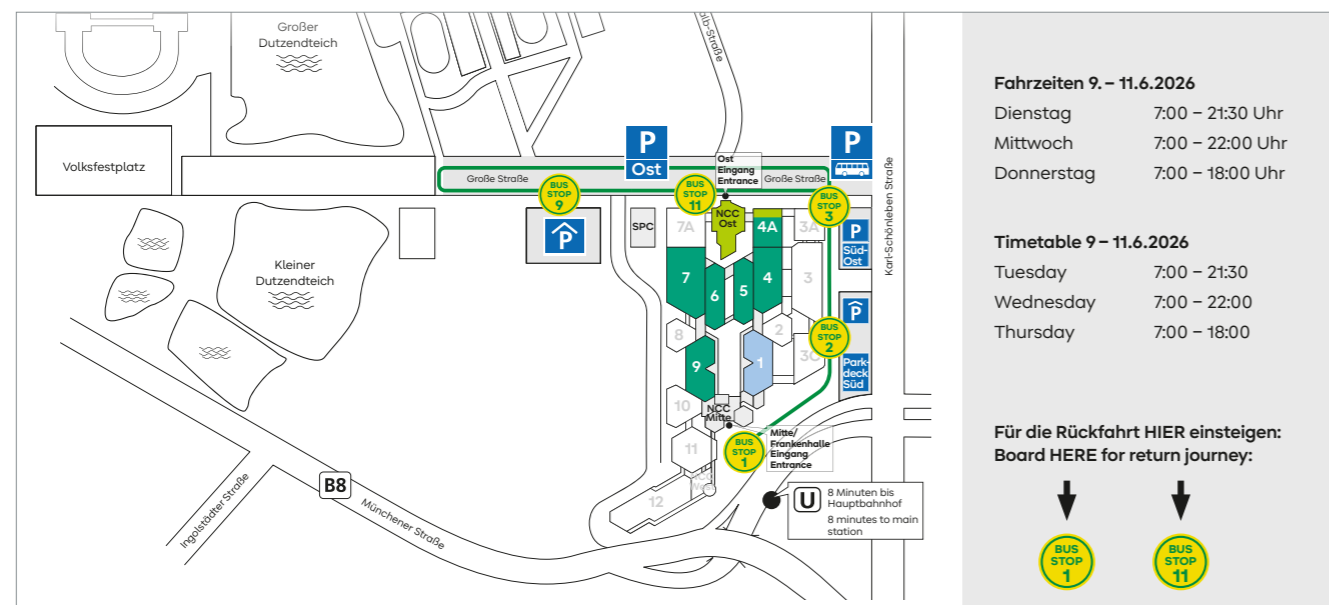 Großer
Dutzendteich
alb-Straße
Volksfestplatz
P
Ost
P
Ost
Eingang
Entrance
Große Straße
Große Straße
BUS
STOP
9
BUS
STOP
11
BUS
STOP
3
P
SPC
7A
NCC
Ost
4A
3A
P
Süd-
Ost
Karl-Schönleben Straße
Kleiner
Dutzendteich
7
6
5
4
3
P
8
2
BUS
STOP
2
9
1
3C
Park-
deck
Süd
10
NCC
Mitte
11
BUS
STOP
1
Mitte/
Frankenhalle
Eingang
Entrance
NCC
West
12
U
8 Minuten bis
Hauptbahnhof
8 minutes to main
station
B8
Münchener Straße
Ingolstädter Straße
Fahrzeiten 9. – 11.6.2026
Dienstag 7:00 – 21:30 Uhr
Mittwoch 7:00 – 22:00 Uhr
Donnerstag 7:00 – 18:00 Uhr
Timetable 9 – 11.6.2026
Tuesday 7:00 – 21:30
Wednesday 7:00 – 22:00
Thursday 7:00 – 18:00
Für die Rückfahrt HIER einsteigen:
Board HERE for return journey:
BUS
STOP
1
BUS
STOP
11